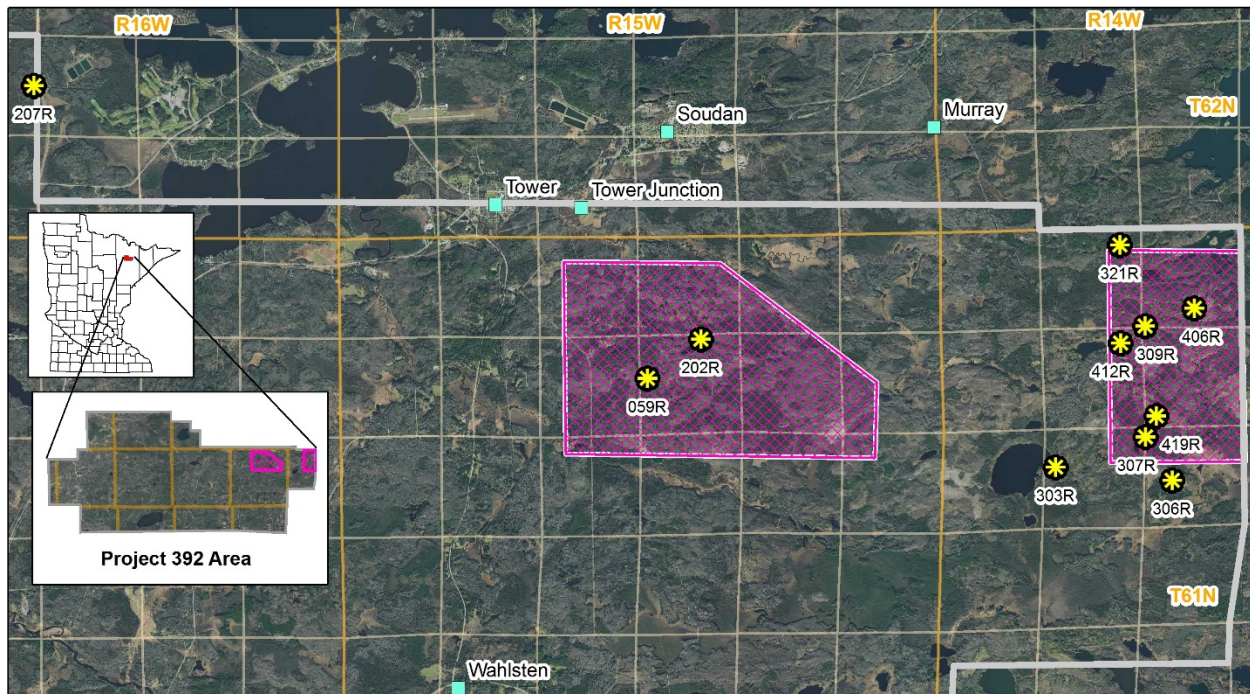 R16W
R15W
R14W
207R
Soudan
Murray
T62N
Tower
Tower Junction
321R
406R
309R
412R
202R
059R
419R
307R
303R
306R
Project 392 Area
T61N
Wahlsten